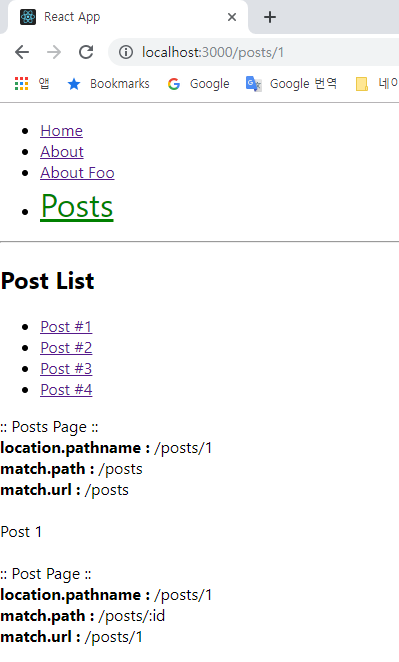 React App
localhost:3000/posts/1
앱 Bookmarks Google Google 번역 네이
Home
About
About Foo
Posts
Post List
Post #1
Post #2
Post #3
Post #4
:: Posts Page ::
location.pathname : /posts/1
match.path : /posts
match.url : /posts
Post 1
:: Post Page ::
location.pathname : /posts/1
match.path : /posts/:id
match.url : /posts/1